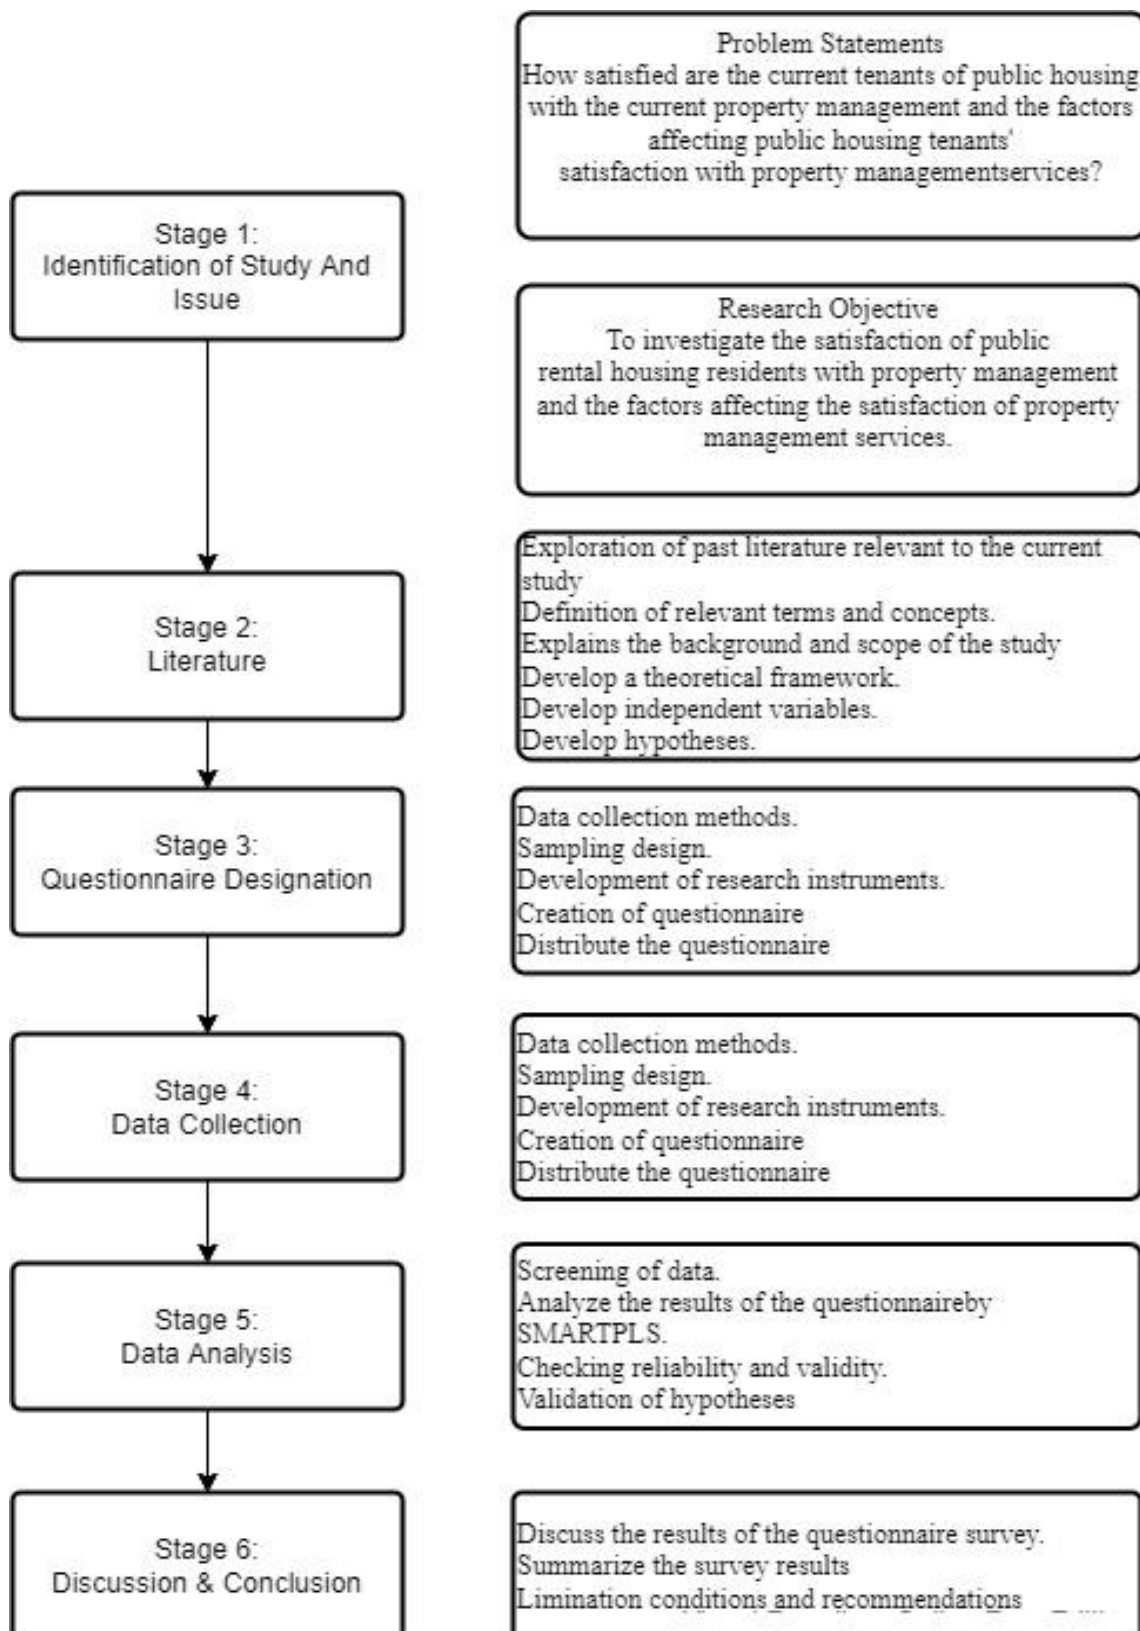 Problem Statements
How satisfied are the current tenants of public housing
with the current property management and the factors
affecting public housing tenants'
satisfaction with property managementservices?
Stage 1:
Identification of Study And
Issue
Research Objective
To investigate the satisfaction of public
rental housing residents with property management
and the factors affecting the satisfaction of property
management services.
Stage 2:
Literature
Exploration of past literature relevant to the current
study
Definition of relevant terms and concepts.
Explains the background and scope of the study
Develop a theoretical framework.
Develop independent variables.
Develop hypotheses.
Stage 3:
Questionnaire Designation
Data collection methods.
Sampling design.
Development of research instruments.
Creation of questionnaire
Distribute the questionnaire
Stage 4:
Data Collection
Data collection methods.
Sampling design.
Development of research instruments.
Creation of questionnaire
Distribute the questionnaire
Stage 5:
Data Analysis
Screening of data.
Analyze the results of the questionnaireby
SMARTPLS.
Checking reliability and validity.
Validation of hypotheses
Stage 6:
Discussion & Conclusion
Discuss the results of the questionnaire survey.
Summarize the survey results
Limination conditions and recommendations